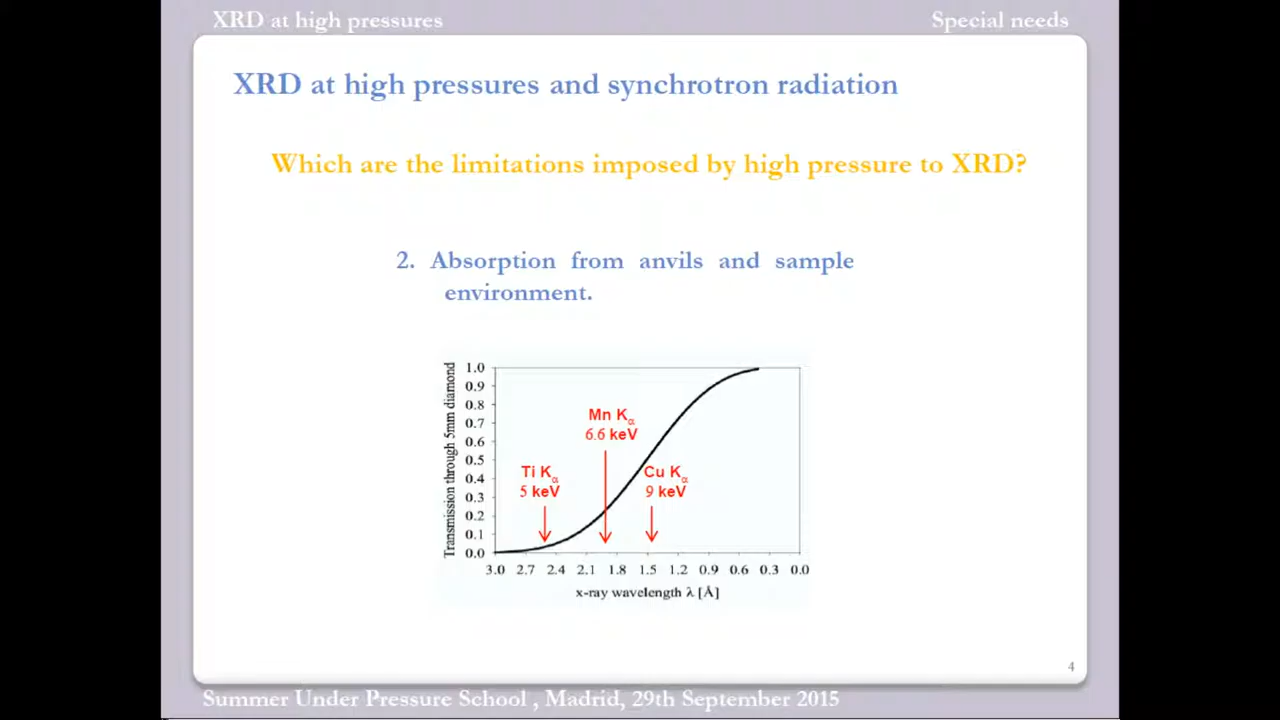 XRD at high pressures
Special needs
XRD at high pressures and synchrotron radiation
Which are the limitations imposed by high pressure to XRD?
2. Absorption from anvils and sample
environment.
Transmission through 5mm diamond
1.0
0.9
0.8
0.7
0.6
0.5
0.4
0.3
0.2
0.1
0.0
Mn Kα
6.6 keV
Ti Kα
5 keV
Cu Kα
9 keV
3.0 2.7 2.4 2.1 1.8 1.5 1.2 0.9 0.6 0.3 0.0
x-ray wavelength λ [Å]
4
Summer Under Pressure School , Madrid, 29th September 2015